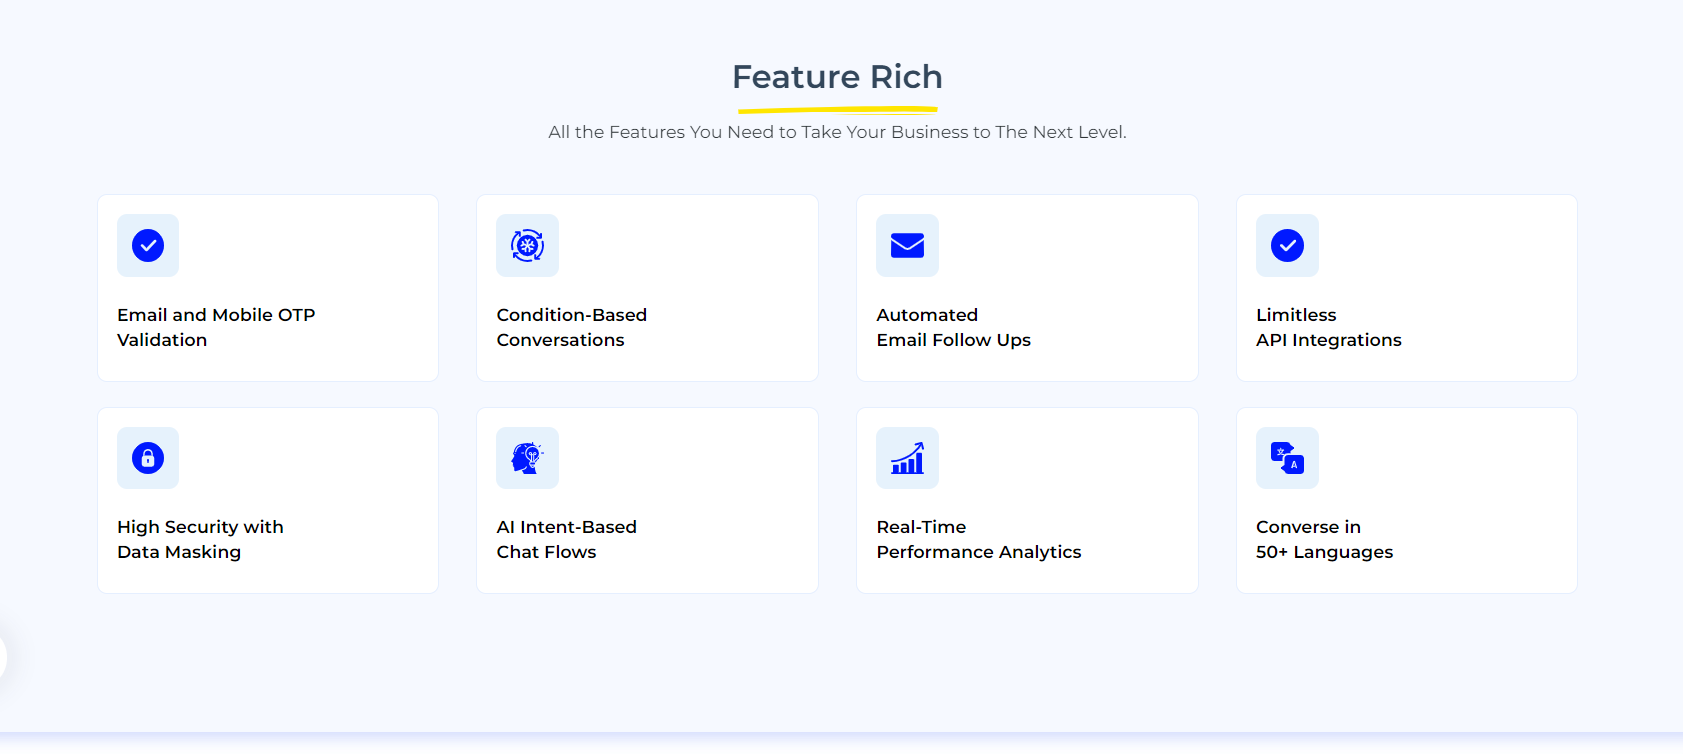 Feature Rich
All the Features You Need to Take Your Business to The Next Level.
Email and Mobile OTP
Validation
Condition-Based
Conversations
Automated
Email Follow Ups
Limitless
API Integrations
High Security with
Data Masking
AI Intent-Based
Chat Flows
Real-Time
Performance Analytics
文
A
Converse in
50+ Languages